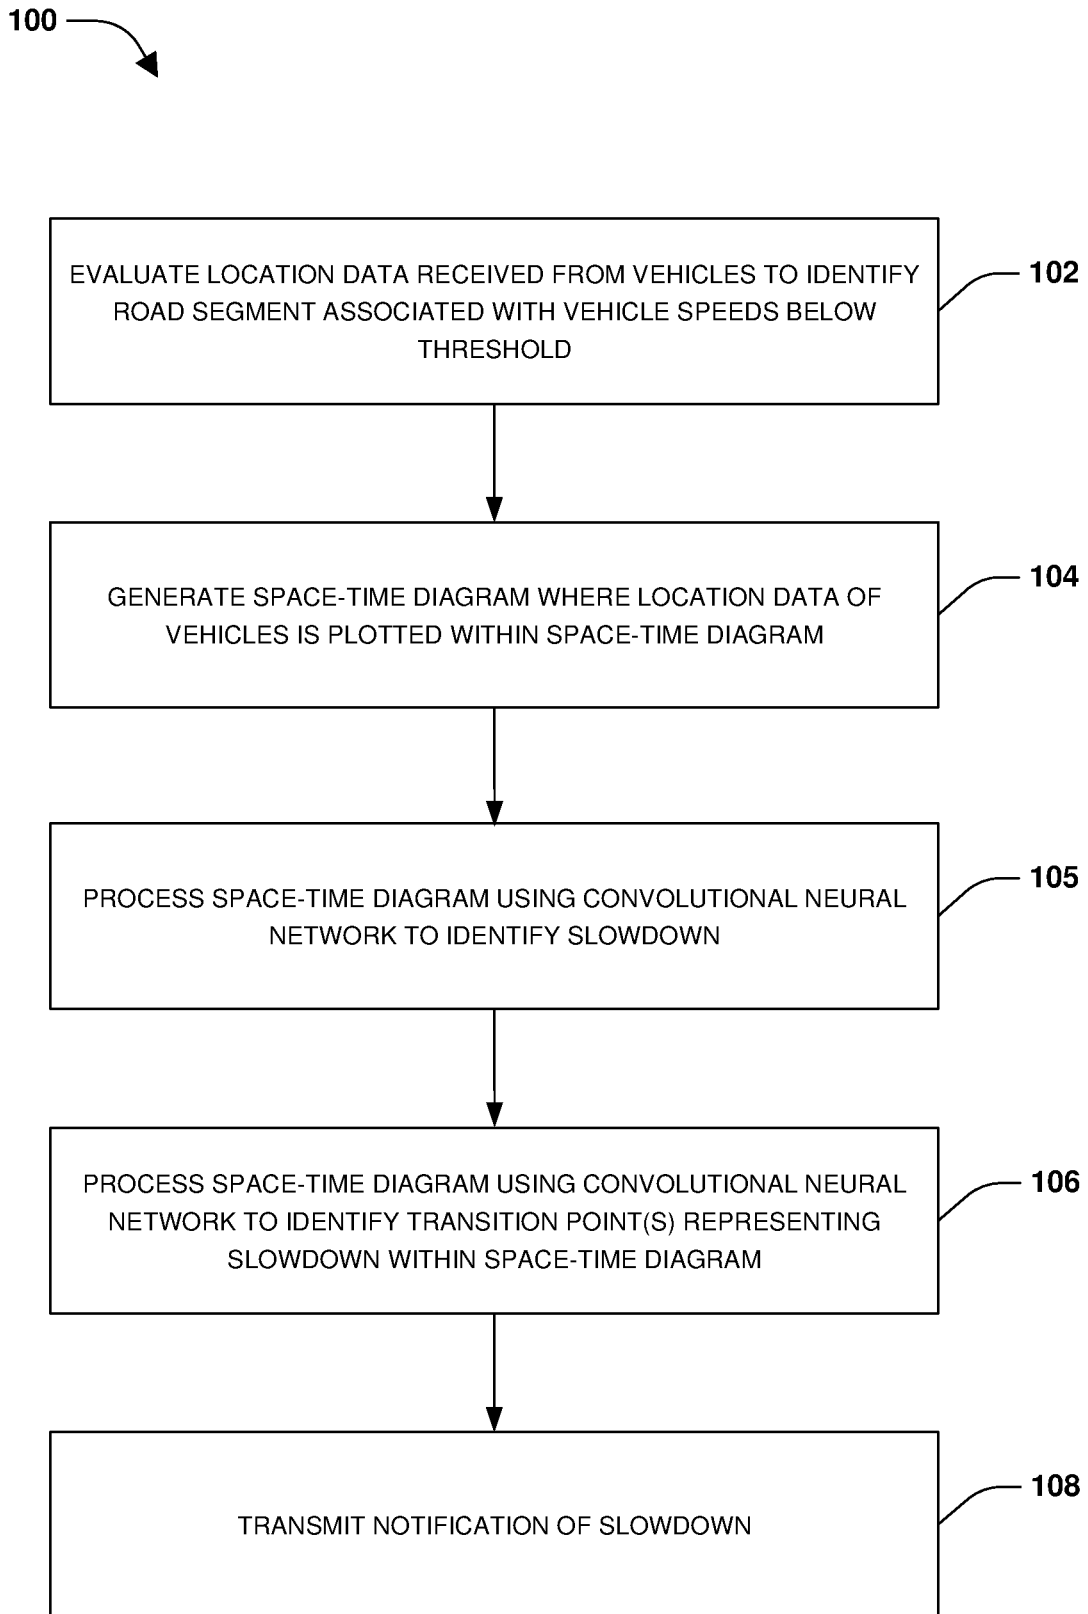 100
EVALUATE LOCATION DATA RECEIVED FROM VEHICLES TO IDENTIFY
ROAD SEGMENT ASSOCIATED WITH VEHICLE SPEEDS BELOW
THRESHOLD
102
GENERATE SPACE-TIME DIAGRAM WHERE LOCATION DATA OF
VEHICLES IS PLOTTED WITHIN SPACE-TIME DIAGRAM
104
PROCESS SPACE-TIME DIAGRAM USING CONVOLUTIONAL NEURAL
NETWORK TO IDENTIFY SLOWDOWN
105
PROCESS SPACE-TIME DIAGRAM USING CONVOLUTIONAL NEURAL
NETWORK TO IDENTIFY TRANSITION POINT(S) REPRESENTING
SLOWDOWN WITHIN SPACE-TIME DIAGRAM
106
TRANSMIT NOTIFICATION OF SLOWDOWN
108